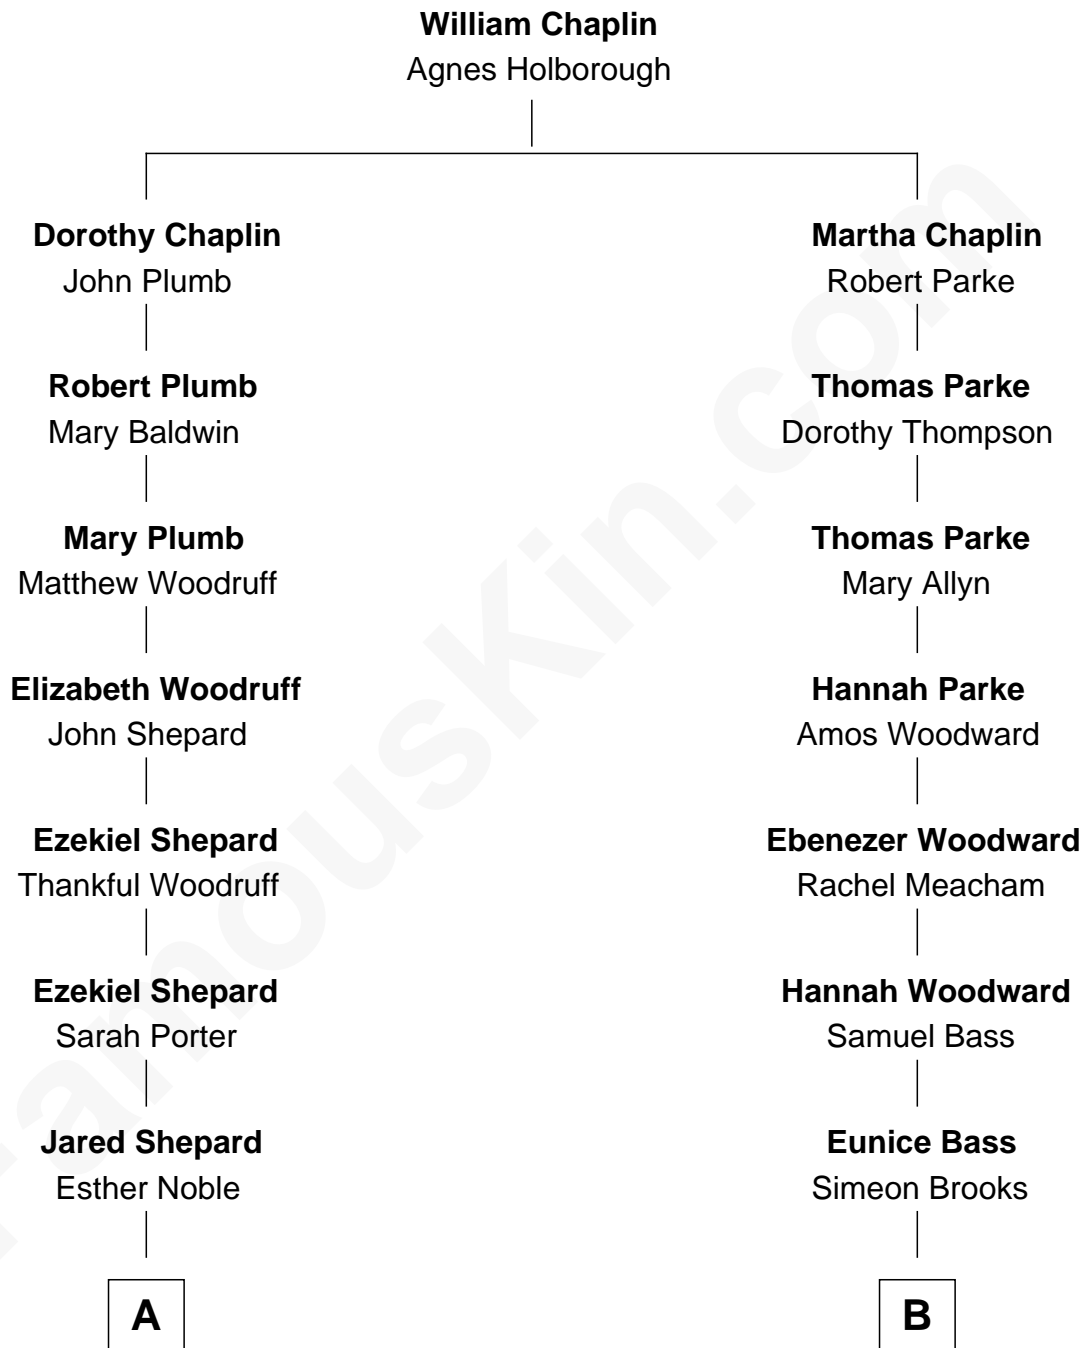 William Chaplin
Agnes Holborough
Dorothy Chaplin
John Plumb
Martha Chaplin
Robert Parke
Robert Plumb
Mary Baldwin
Thomas Parke
Dorothy Thompson
Mary Plumb
Matthew Woodruff
Thomas Parke
Mary Allyn
Elizabeth Woodruff
John Shepard
Hannah Parke
Amos Woodward
Ezekiel Shepard
Thankful Woodruff
Ebenezer Woodward
Rachel Meacham
Ezekiel Shepard
Sarah Porter
Hannah Woodward
Samuel Bass
Jared Shepard
Esther Noble
Eunice Bass
Simeon Brooks
A
B
FamousKin.com